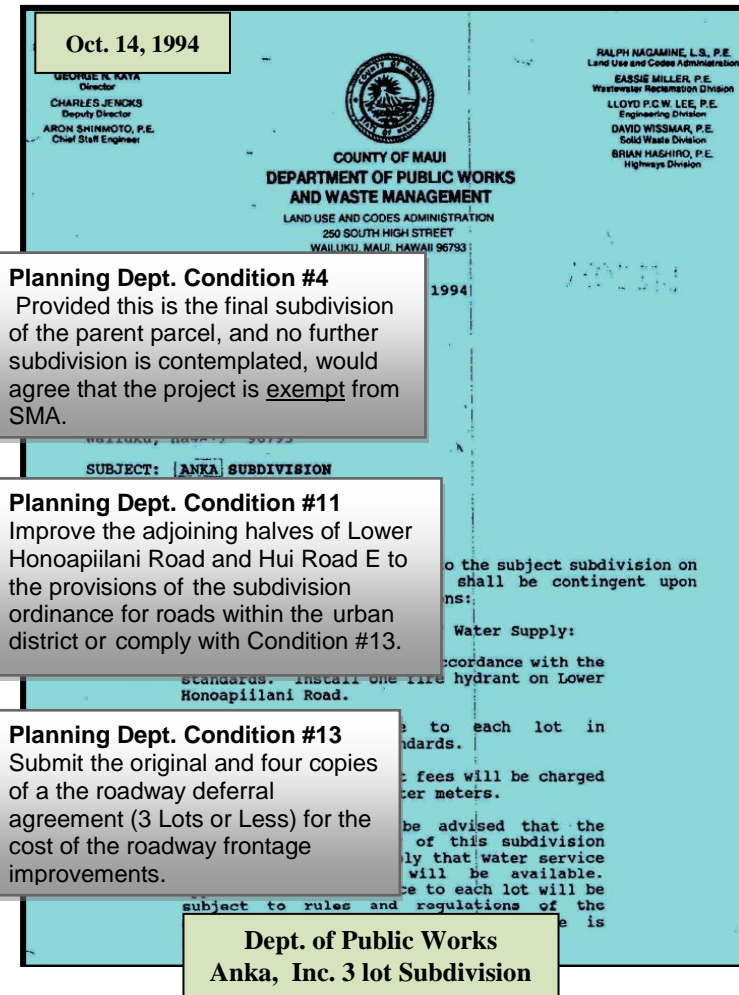 Oct. 14, 1994
GEORGE N. KAYA
Director
CHARLES JENCKS
Deputy Director
ARON SHINMOTO, P.E.
Chief Staff Engineer
RALPH NAGAMINE, L.S., P.E.
Land Use and Codes Administration
EASSIE MILLER, P.E.
Wastewater Reclamation Division
LLOYD P.C.W. LEE, P.E.
Engineering Division
DAVID WISSMAR, P.E.
Solid Waste Division
BRIAN HASHIRO, P.E.
Highways Division
COUNTY OF MAUI
STATE OF HAWAII
COUNTY OF MAUI
DEPARTMENT OF PUBLIC WORKS
AND WASTE MANAGEMENT
LAND USE AND CODES ADMINISTRATION
250 SOUTH HIGH STREET
WAILUKU, MAUI, HAWAII 96793
1994
Planning Dept. Condition #4
Provided this is the final subdivision
of the parent parcel, and no further
subdivision is contemplated, would
agree that the project is exempt from
SMA.
SUBJECT: ANKA SUBDIVISION
Planning Dept. Condition #11
Improve the adjoining halves of Lower
Honoapiilani Road and Hui Road E to
the provisions of the subdivision
ordinance for roads within the urban
district or comply with Condition #13.
to the subject subdivision on
shall be contingent upon
Water Supply:
accordance with the
standards. Install one fire hydrant on Lower
Honoapiilani Road.
Planning Dept. Condition #13
Submit the original and four copies
of a the roadway deferral
agreement (3 Lots or Less) for the
cost of the roadway frontage
improvements.
to each lot in
standards.
fees will be charged
meters.
be advised that the
of this subdivision
that water service
will be available.
to each lot will be
subject to rules and regulations of the
is
Dept. of Public Works
Anka, Inc. 3 lot Subdivision